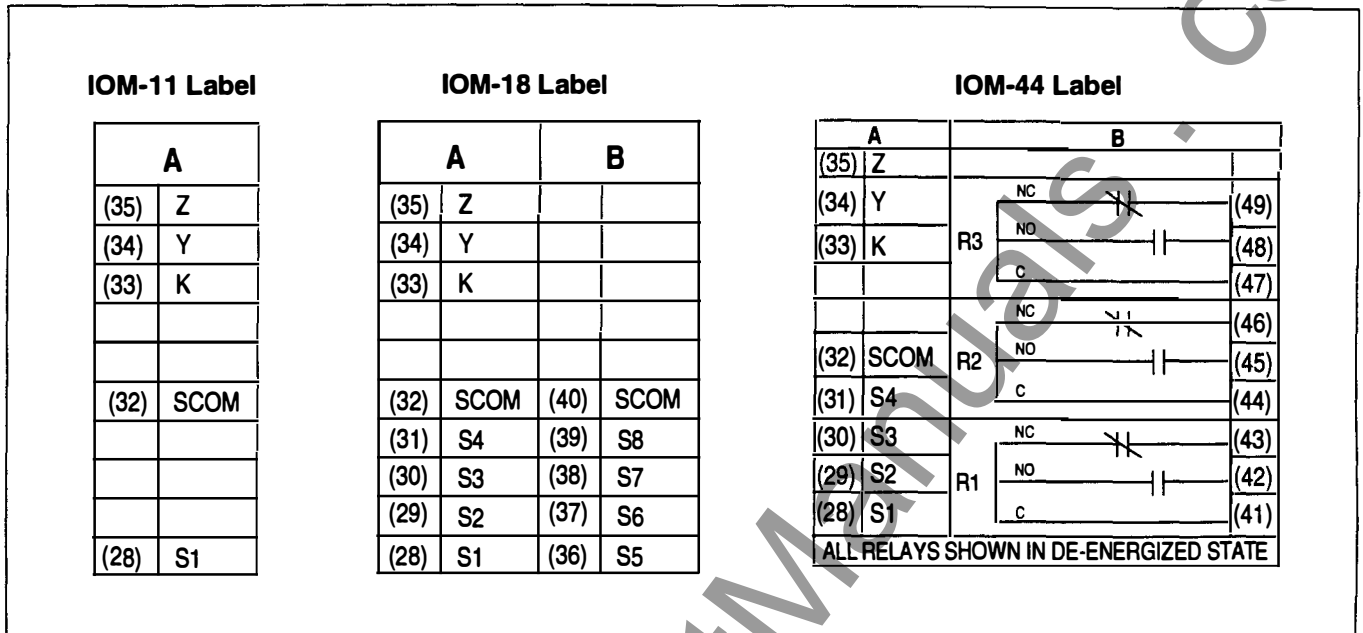 IOM-11 Label
A
(35) Z
(34) Y
(33) K
(32) SCOM
(28) S1
IOM-18 Label
A B
(35) Z
(34) Y
(33) K
(32) SCOM (40) SCOM
(31) S4 (39) S8
(30) S3 (38) S7
(29) S2 (37) S6
(28) S1 (36) S5
IOM-44 Label
A B
(35) Z
(34) Y
(33) K
(32) SCOM
(31) S4
(30) S3
(29) S2
(28) S1
R3
NC (49)
NO (48)
C (47)
R2
NC (46)
NO (45)
C (44)
R1
NC (43)
NO (42)
C (41)
ALL RELAYS SHOWN IN DE-ENERGIZED STATE